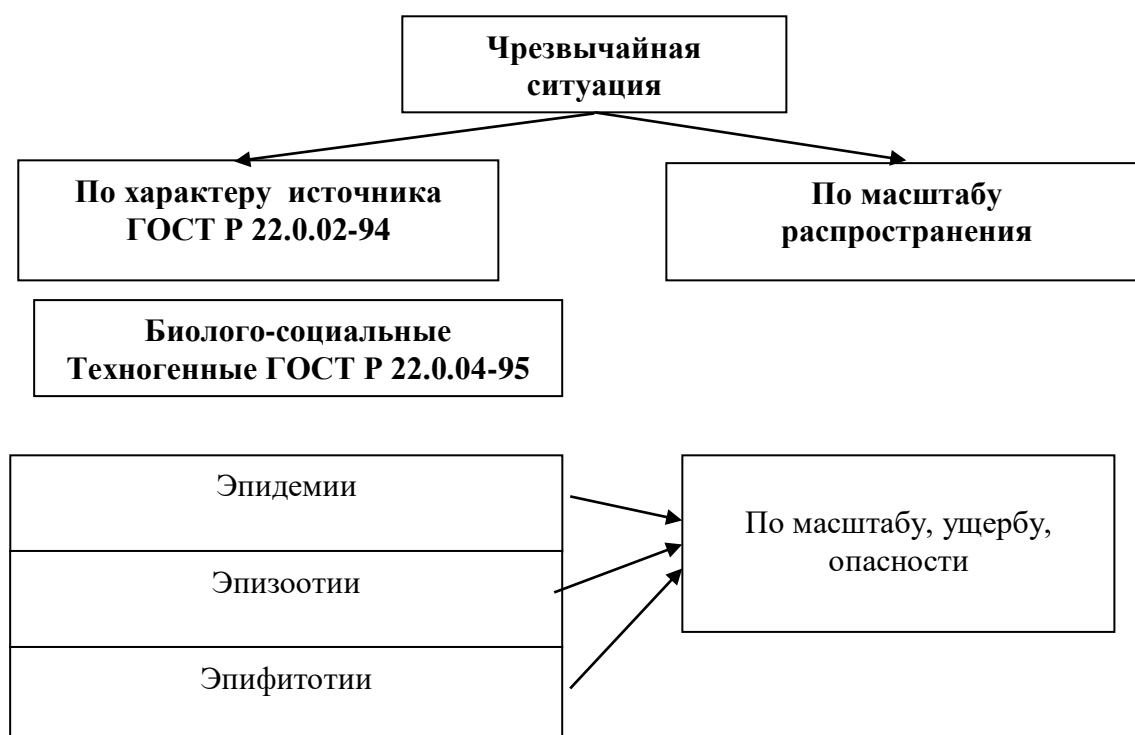 Чрезвычайная
ситуация
По характеру источника
ГОСТ Р 22.0.02-94
По масштабу
распространения
Биолого-социальные
Техногенные ГОСТ Р 22.0.04-95
Эпидемии
Эпизоотии
Эпифитотии
По масштабу, ущербу,
опасности